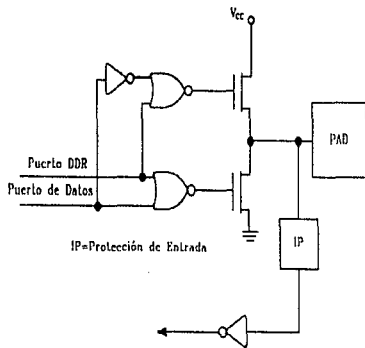 Vcc
PAD
Puerto DDR
Puerto de Datos
IP
IP=Protección de Entrada